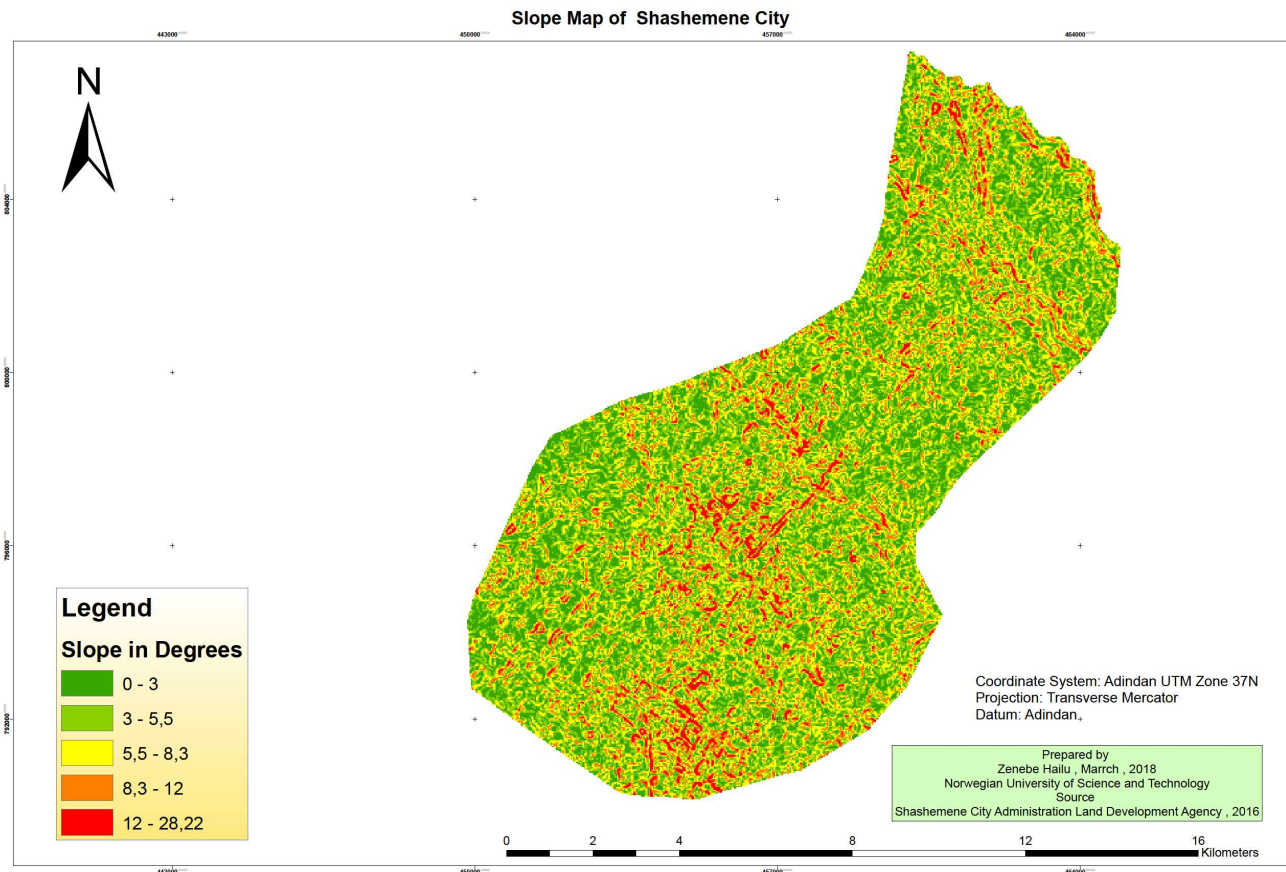 Slope Map of Shashemene City
443000
450000
457000
464000
N
804000
800000
796000
792000
Legend
Slope in Degrees
0 - 3
3 - 5,5
5,5 - 8,3
8,3 - 12
12 - 28,22
Coordinate System: Adindan UTM Zone 37N
Projection: Transverse Mercator
Datum: Adindan
Prepared by
Zenebe Hailu , Marrch , 2018
Norwegian University of Science and Technology
Source
Shashemene City Administration Land Development Agency , 2016
0 2 4 8 12 16
Kilometers